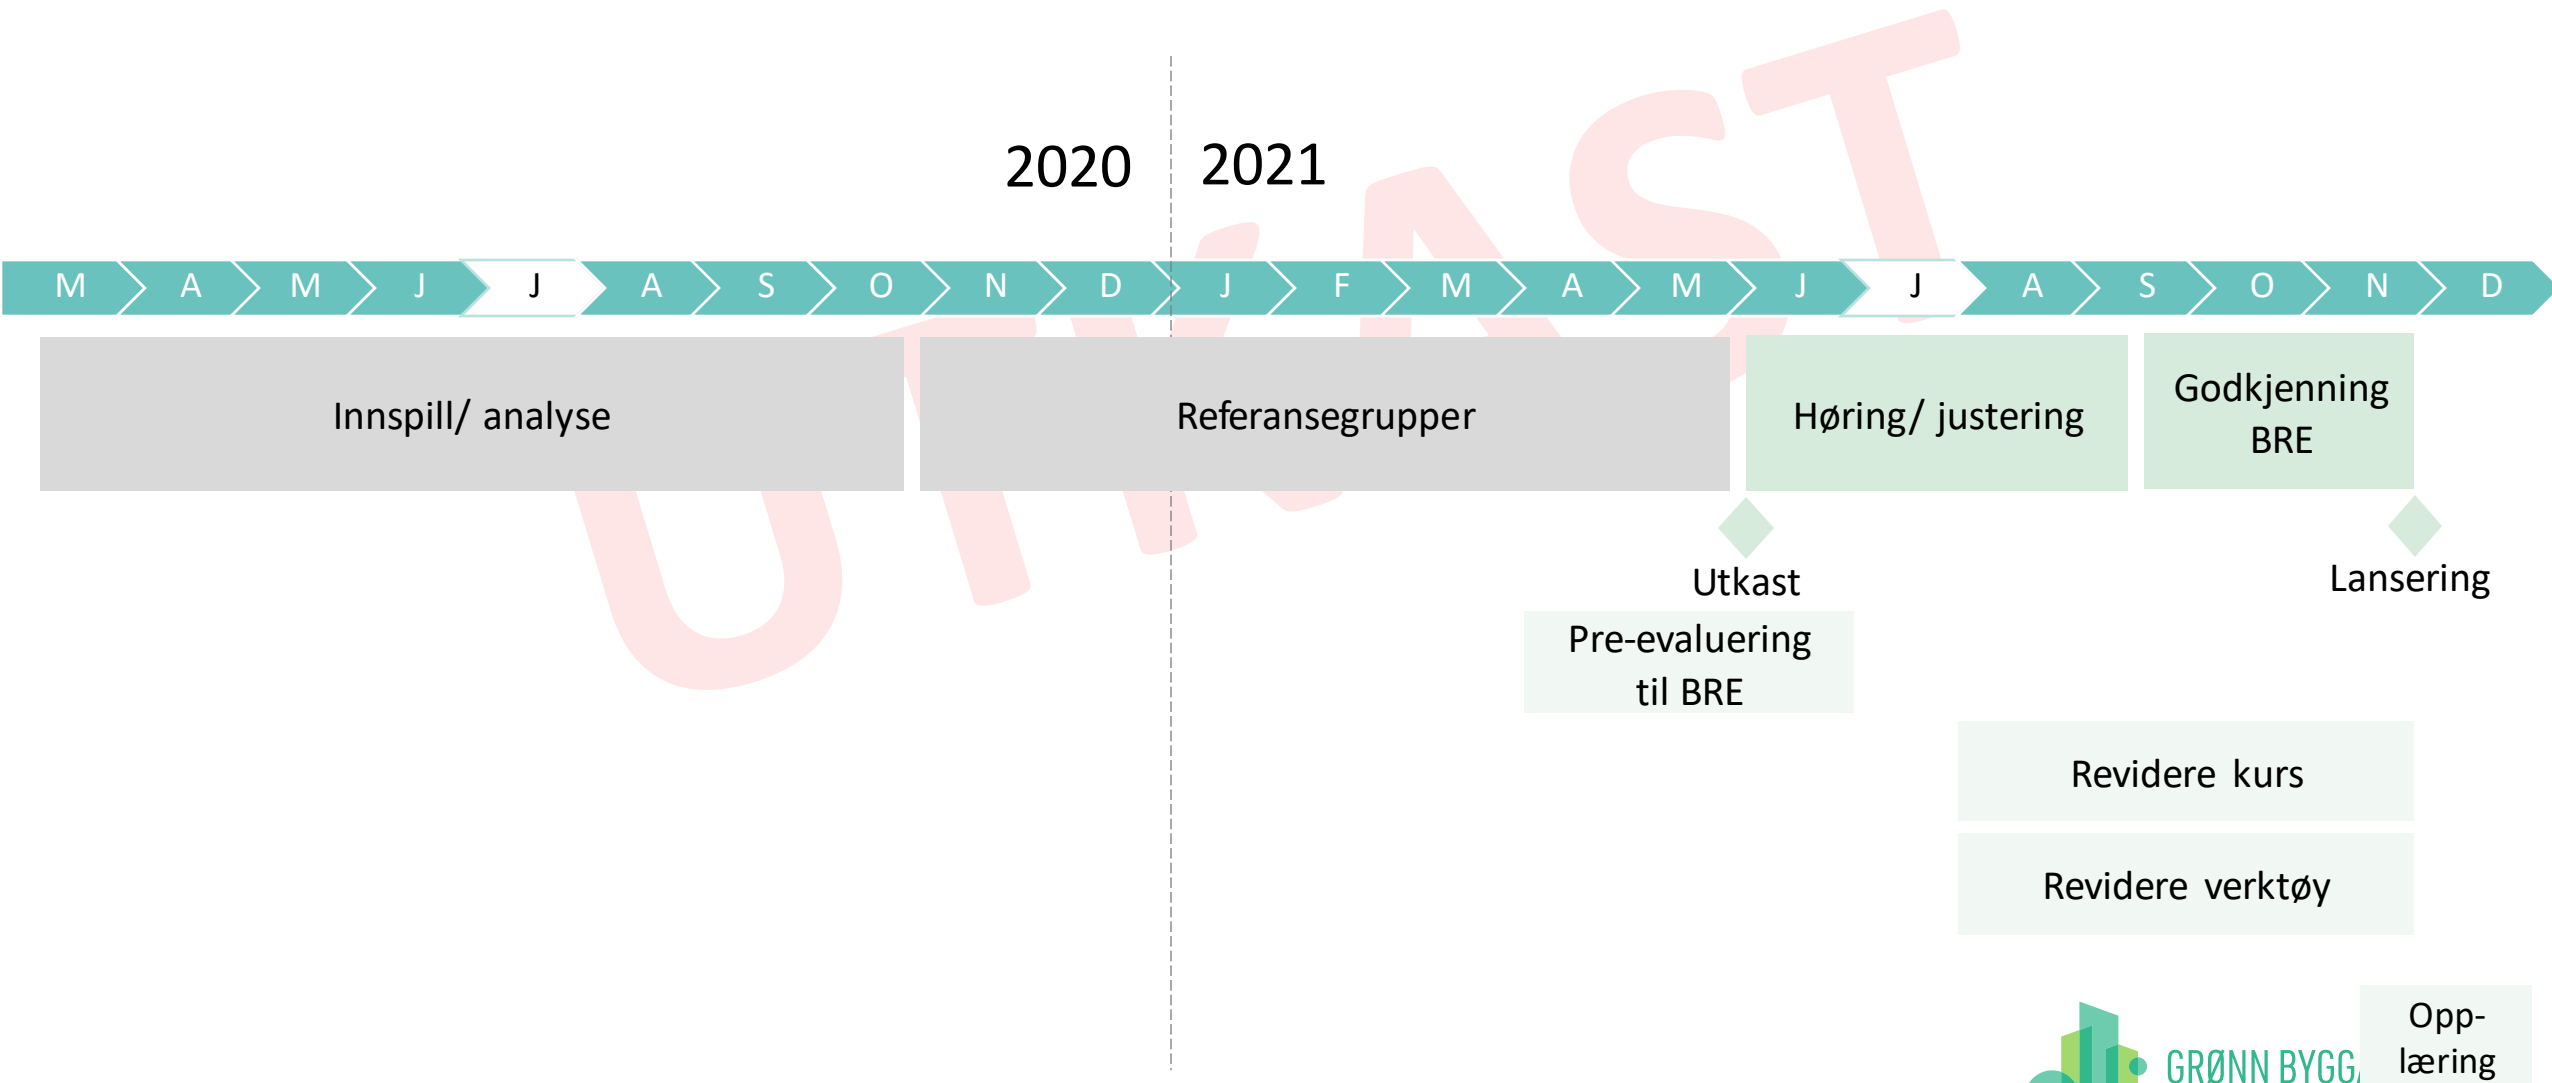 UTKAST
2020 2021
M A M J J A S O N D J F M A M J J A S O N D
Innspill/ analyse
Referansegrupper
Høring/ justering
Godkjenning
BRE
Utkast
Lansering
Pre-evaluering
til BRE
Revidere kurs
Revidere verktøy
Opp-
læring
GRØNN